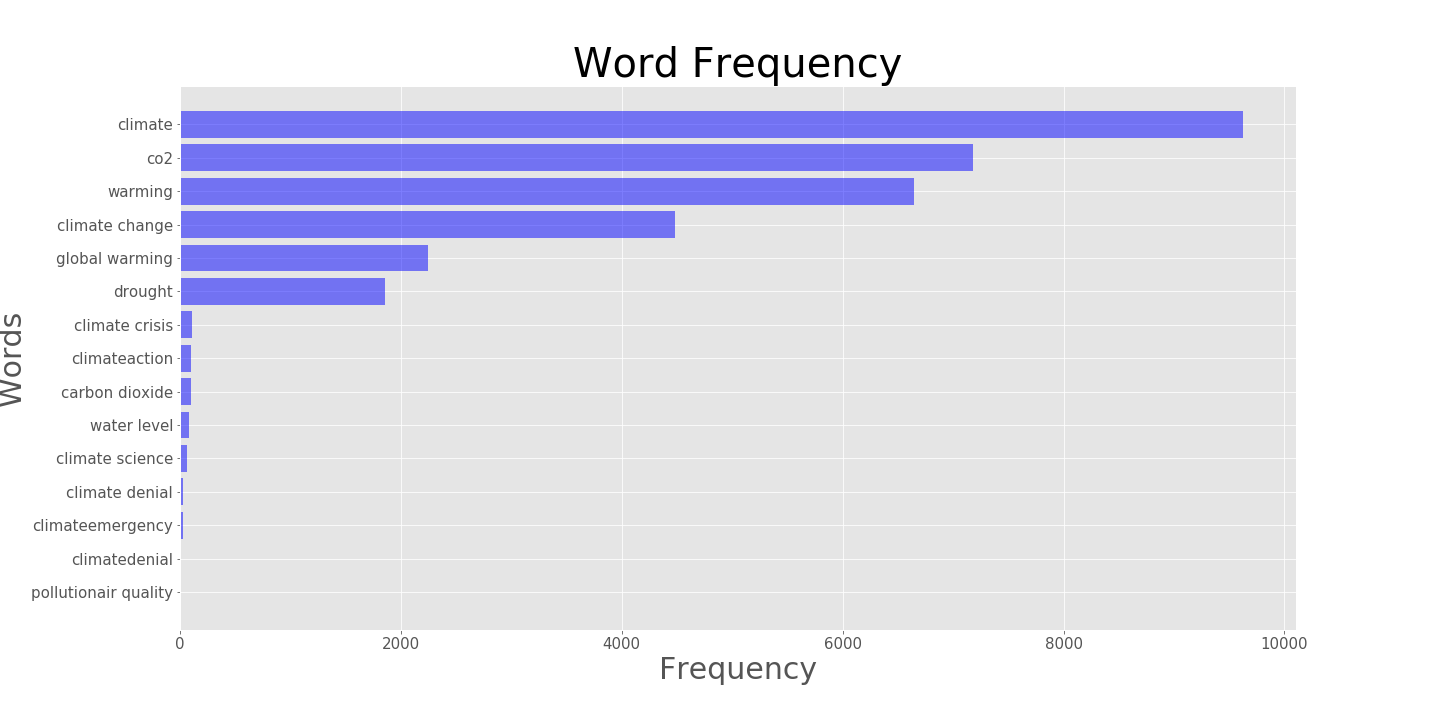 Word Frequency
climate
co2
warming
climate change
global warming
drought
climate crisis
climateaction
carbon dioxide
water level
climate science
climate denial
climateemergency
climatedenial
pollutionair quality
Words
0 2000 4000 6000 8000 10000
Frequency